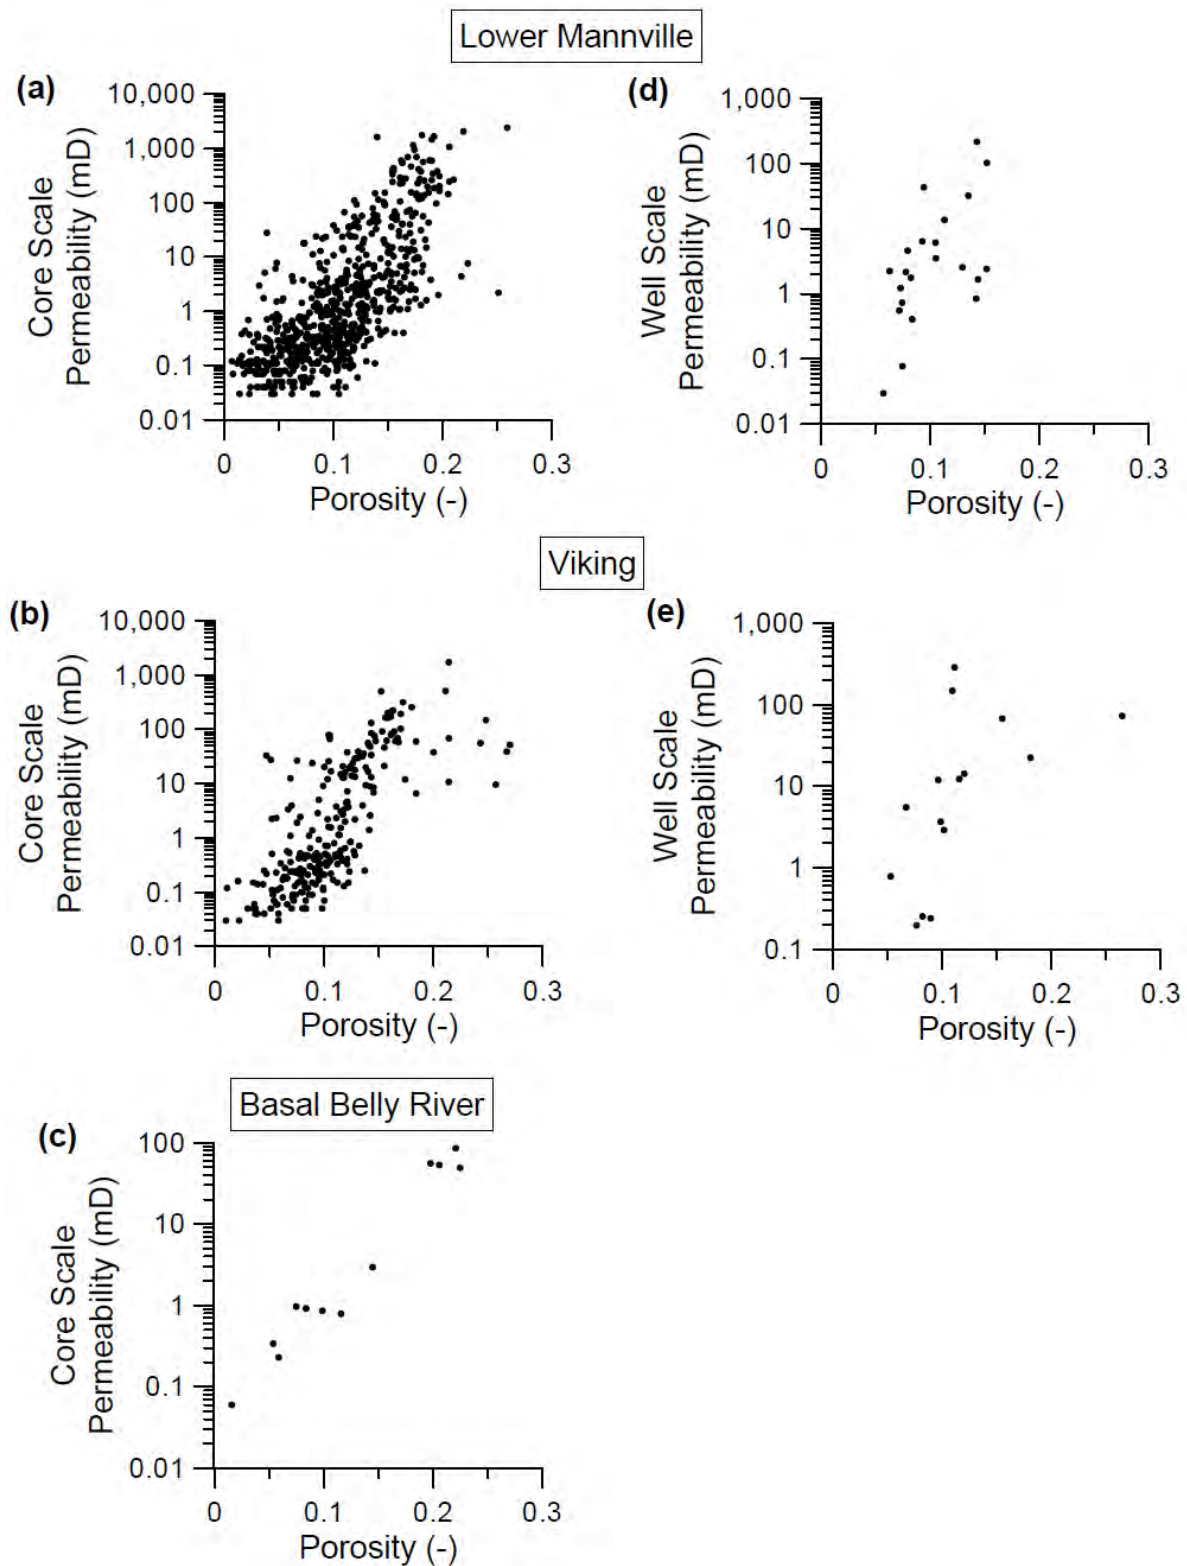 Lower Mannville
(a)
Core Scale
Permeability (mD)
10,000
1,000
100
10
1
0.1
0.01
0
0.1
0.2
0.3
Porosity (-)
(d)
Well Scale
Permeability (mD)
1,000
100
10
1
0.1
0.01
0
0.1
0.2
0.3
Porosity (-)
Viking
(b)
Core Scale
Permeability (mD)
10,000
1,000
100
10
1
0.1
0.01
0
0.1
0.2
0.3
Porosity (-)
(e)
Well Scale
Permeability (mD)
1,000
100
10
1
0.1
0
0.1
0.2
0.3
Porosity (-)
Basal Belly River
(c)
Core Scale
Permeability (mD)
100
10
1
0.1
0.01
0
0.1
0.2
0.3
Porosity (-)